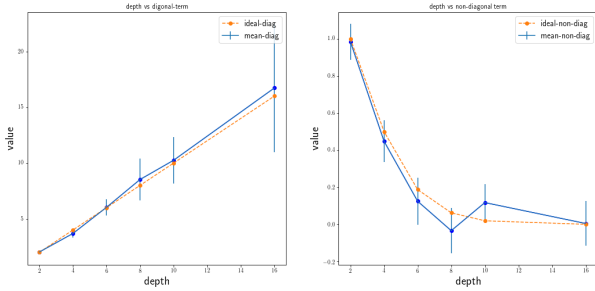 depth vs digonal-term
ideal-diag
mean-diag
value
20
15
10
5
2 4 6 8 10 12 14 16
depth
depth vs non-diagonal term
ideal-non-diag
mean-non-diag
value
1.0
0.8
0.6
0.4
0.2
0.0
−0.2
2 4 6 8 10 12 14 16
depth